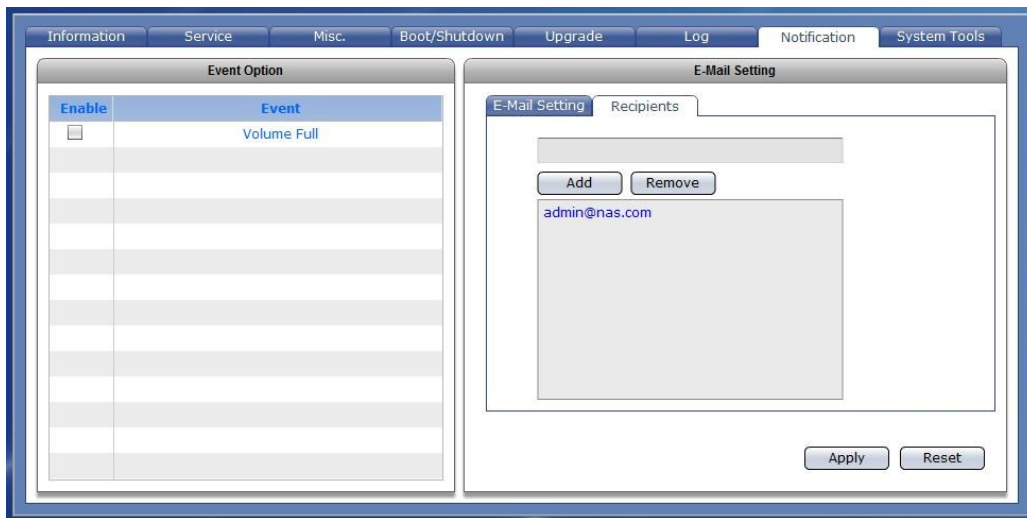 Information Service Misc. Boot/Shutdown Upgrade Log Notification System Tools
Event Option
Enable Event
Volume Full
E-Mail Setting
E-Mail Setting Recipients
Add Remove
admin@nas.com
Apply Reset